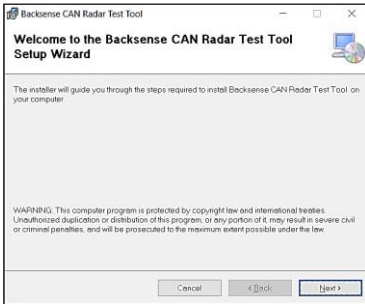 Backsense CAN Radar Test Tool
Welcome to the Backsense CAN Radar Test Tool
Setup Wizard
The installer will guide you through the steps required to install Backsense CAN Radar Test Tool on
your computer.
WARNING: This computer program is protected by copyright law and international treaties.
Unauthorized duplication or distribution of this program, or any portion of it, may result in severe civil
or criminal penalties, and will be prosecuted to the maximum extent possible under the law.
Cancel < Back Next >